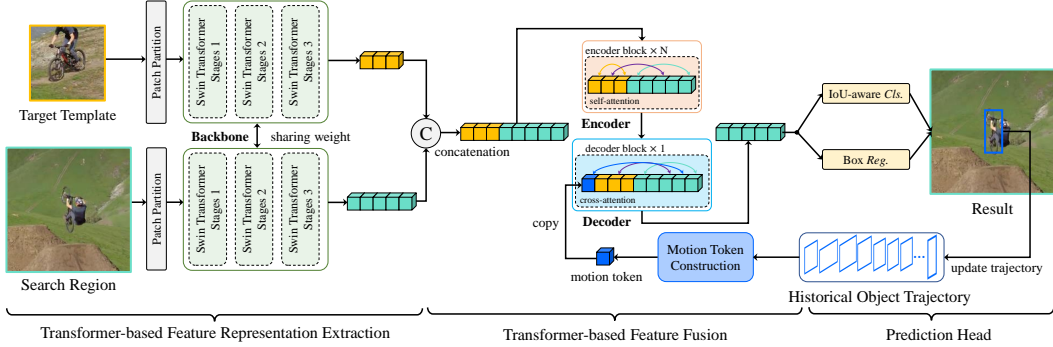 Target Template
Patch Partition
Swin Transformer
Stages 1
Swin Transformer
Stages 2
Swin Transformer
Stages 3
Backbone
sharing weight
Search Region
Patch Partition
Swin Transformer
Stages 1
Swin Transformer
Stages 2
Swin Transformer
Stages 3
C
concatenation
encoder block × N
self-attention
Encoder
decoder block × 1
cross-attention
Decoder
copy
motion token
Motion Token
Construction
IoU-aware Cls.
Box Reg.
Result
update trajectory
Historical Object Trajectory
Transformer-based Feature Representation Extraction
Transformer-based Feature Fusion
Prediction Head